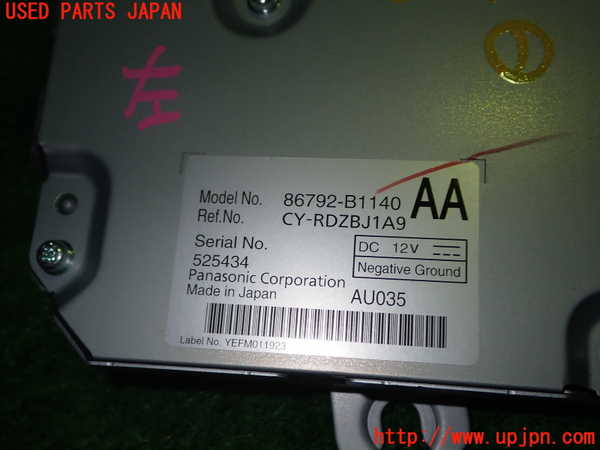 USED PARTS JAPAN
①
Model No. 86792-B1140 AA
Ref.No. CY-RDZBJ1A9
Serial No.
525434
DC 12V
Negative Ground
Panasonic Corporation
Made in Japan AU035
Label No. YEFM011923
http://www.upjpn.com